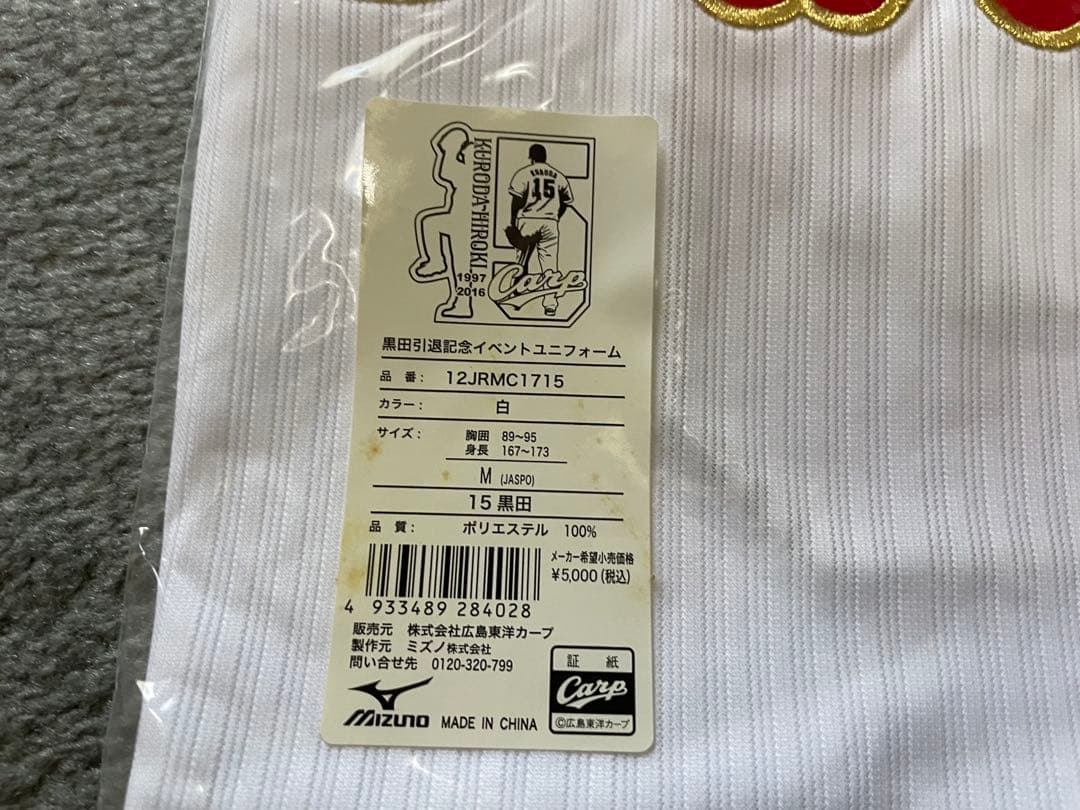 KURODA-HIROKI
KURODA
15
1997
2016
Carp
黒田引退記念イベントユニフォーム
品 番: 12JRMC1715
カラー: 白
サイズ: 胸囲 89~95
身長 167~173
M (JASPO)
15 黒田
品 質: ポリエステル 100%
メーカー希望小売価格
¥5,000(税込)
4 933489 284028
販売元 株式会社広島東洋カープ
製作元 ミズノ株式会社
問い合せ先 0120-320-799
MIZUNO MADE IN CHINA
証 紙
Carp
©広島東洋カープ